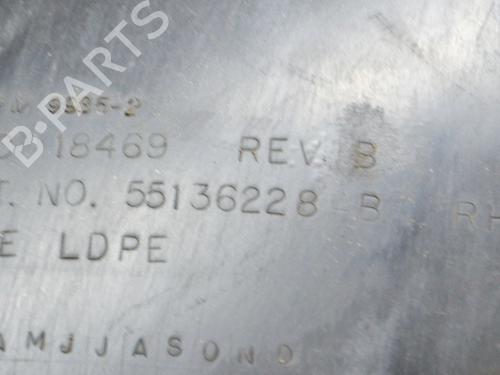 B-PARTS
9535-2
18469 REV. B
T. NO. 55136228-B RH
E LDPE
AMJJASOND